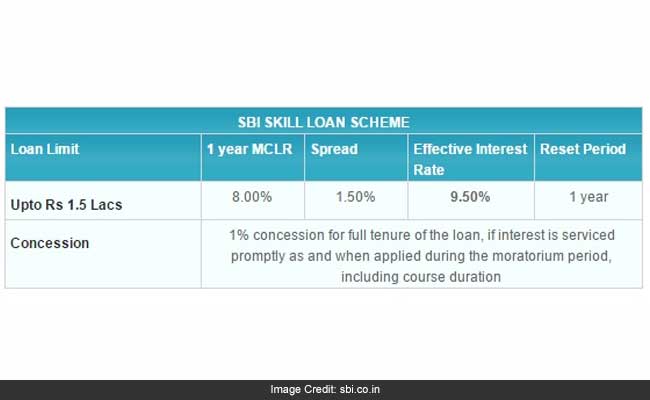 SBI SKILL LOAN SCHEME
Loan Limit 1 year MCLR Spread Effective Interest Rate Reset Period
Upto Rs 1.5 Lacs 8.00% 1.50% 9.50% 1 year
Concession 1% concession for full tenure of the loan, if interest is serviced
promptly as and when applied during the moratorium period,
including course duration
Image Credit: sbi.co.in